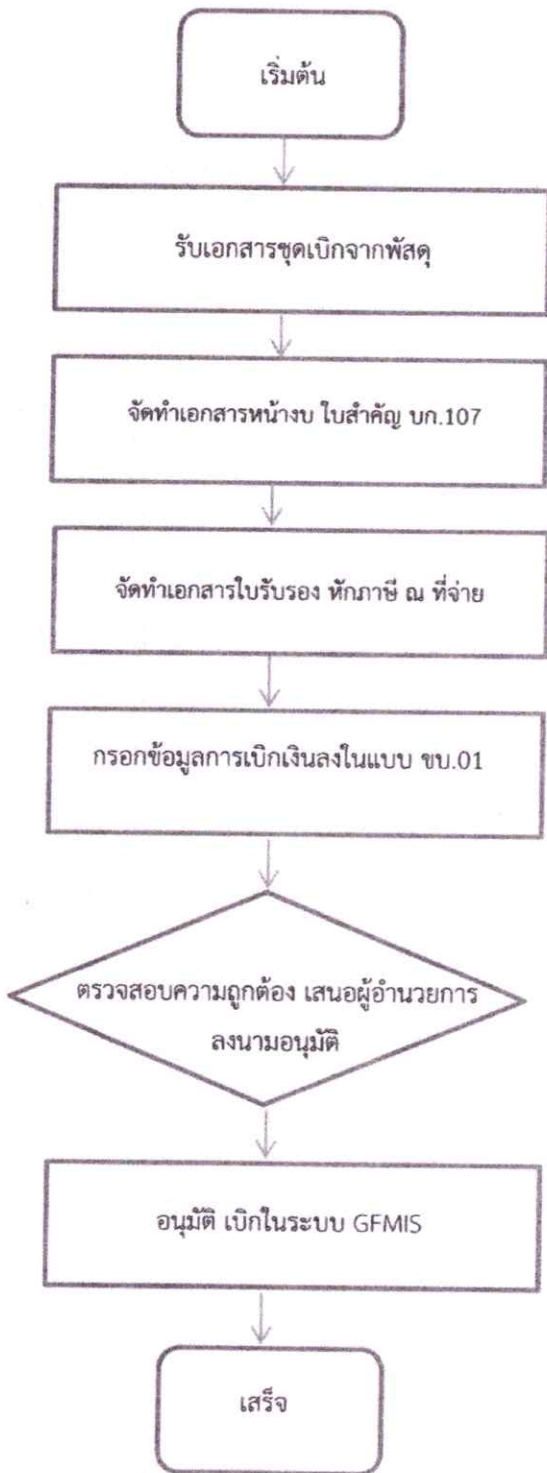 เริ่มต้น
รับเอกสารชุดเบิกจากพัสดุ
จัดทำเอกสารหน้างบ ใบสำคัญ บก.107
จัดทำเอกสารใบรับรอง หักภาษี ณ ที่จ่าย
กรอกข้อมูลการเบิกเงินลงในแบบ ขบ.01
ตรวจสอบความถูกต้อง เสนอผู้อำนวยการ
ลงนามอนุมัติ
อนุมัติ เบิกในระบบ GFMIS
เสร็จ